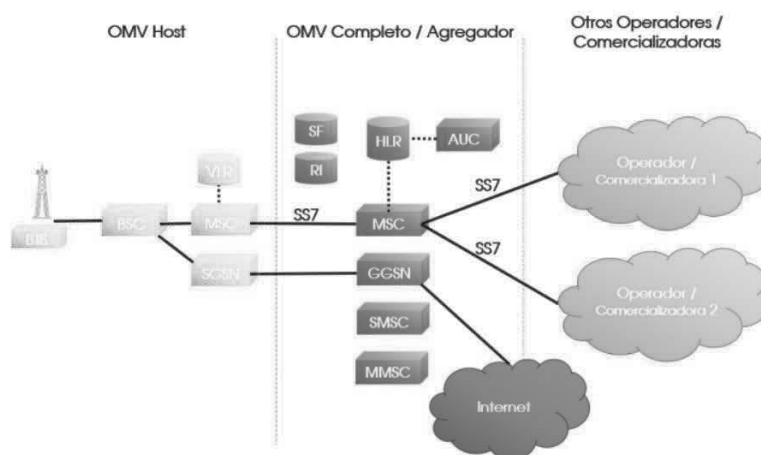 OMV Host
OMV Completo / Agregador
Otros Operadores /
Comercializadoras
SF
RI
HLR
AUC
VLR
BSC
MSC
SS7
MSC
SS7
SS7
Operador /
Comercializadora 1
SGSN
GGSN
SMSC
MMSC
Operador /
Comercializadora 2
Internet